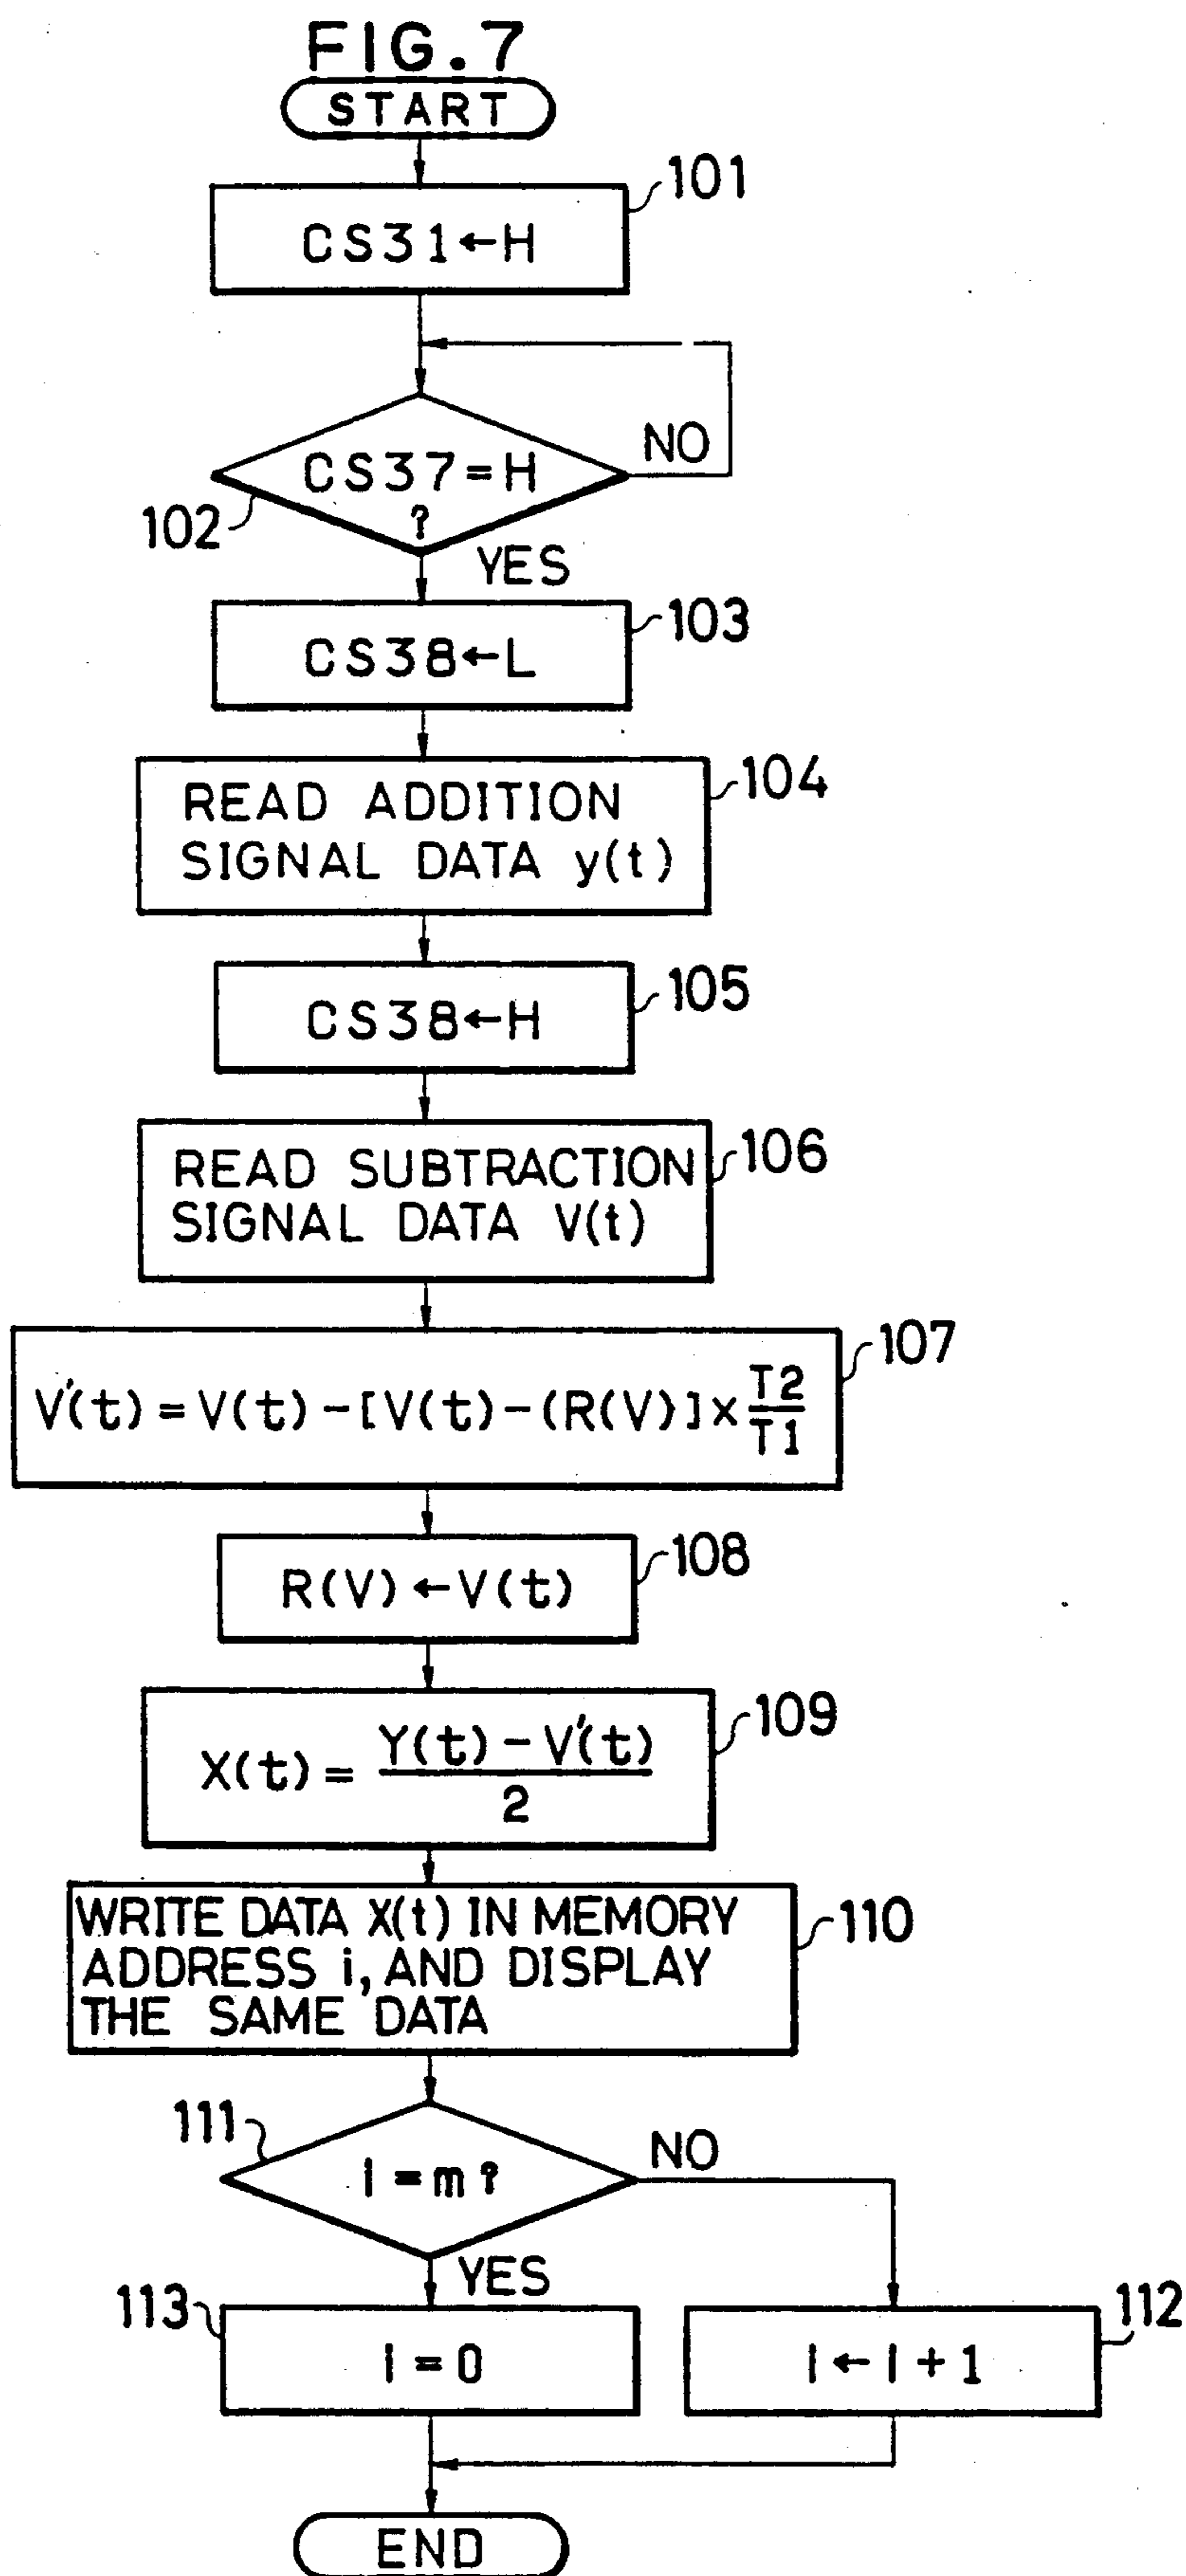 FIG.7
START
101
CS31←H
NO
CS37=H
?
102
YES
103
CS38←L
104
READ ADDITION
SIGNAL DATA y(t)
105
CS38←H
106
READ SUBTRACTION
SIGNAL DATA V(t)
107
V'(t)=V(t)-[V(t)-(R(V)]×T2/T1
108
R(V)←V(t)
109
X(t)=Y(t)-V'(t)/2
110
WRITE DATA X(t) IN MEMORY
ADDRESS i, AND DISPLAY
THE SAME DATA
111
NO
i=m?
YES
113
i=0
112
i←i+1
END